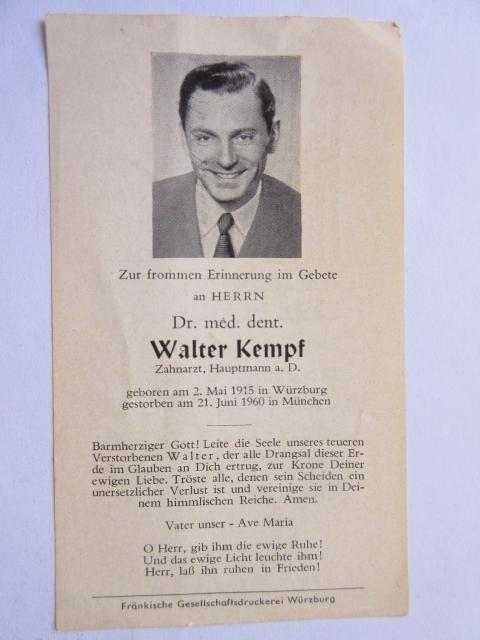 Zur frommen Erinnerung im Gebete
an HERRN
Dr. méd. dent.
Walter Kempf
Zahnarzt, Hauptmann a. D.
geboren am 2. Mai 1915 in Würzburg
gestorben am 21. Juni 1960 in München
Barmherziger Gott! Leite die Seele unseres teueren
Verstorbenen Walter, der alle Drangsal dieser Er-
de im Glauben an Dich ertrug, zur Krone Deiner
ewigen Liebe. Tröste alle, denen sein Scheiden ein
unersetzlicher Verlust ist und vereinige sie in Dei-
nem himmlischen Reiche. Amen.
Vater unser - Ave Maria
O Herr, gib ihm die ewige Ruhe!
Und das ewige Licht leuchte ihm!
Herr, laß ihn ruhen in Frieden!
Fränkische Gesellschaftsdruckerei Würzburg